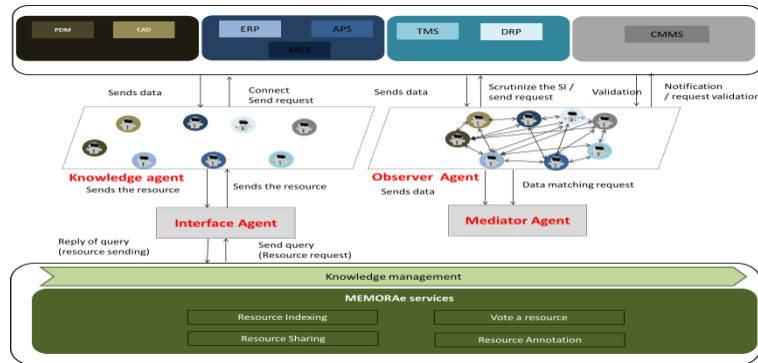 PDM
CAD
ERP
APS
MES
TMS
DRP
CMMS
Sends data
Connect
Send request
Sends data
Scrutinize the SI /
send request
Validation
Notification
/ request validation
Knowledge agent
Sends the resource
Sends the resource
Observer Agent
Sends data
Data matching request
Interface Agent
Mediator Agent
Reply of query
(resource sending)
Send query
(Resource request)
Knowledge management
MEMORAe services
Resource Indexing
Vote a resource
Resource Sharing
Resource Annotation